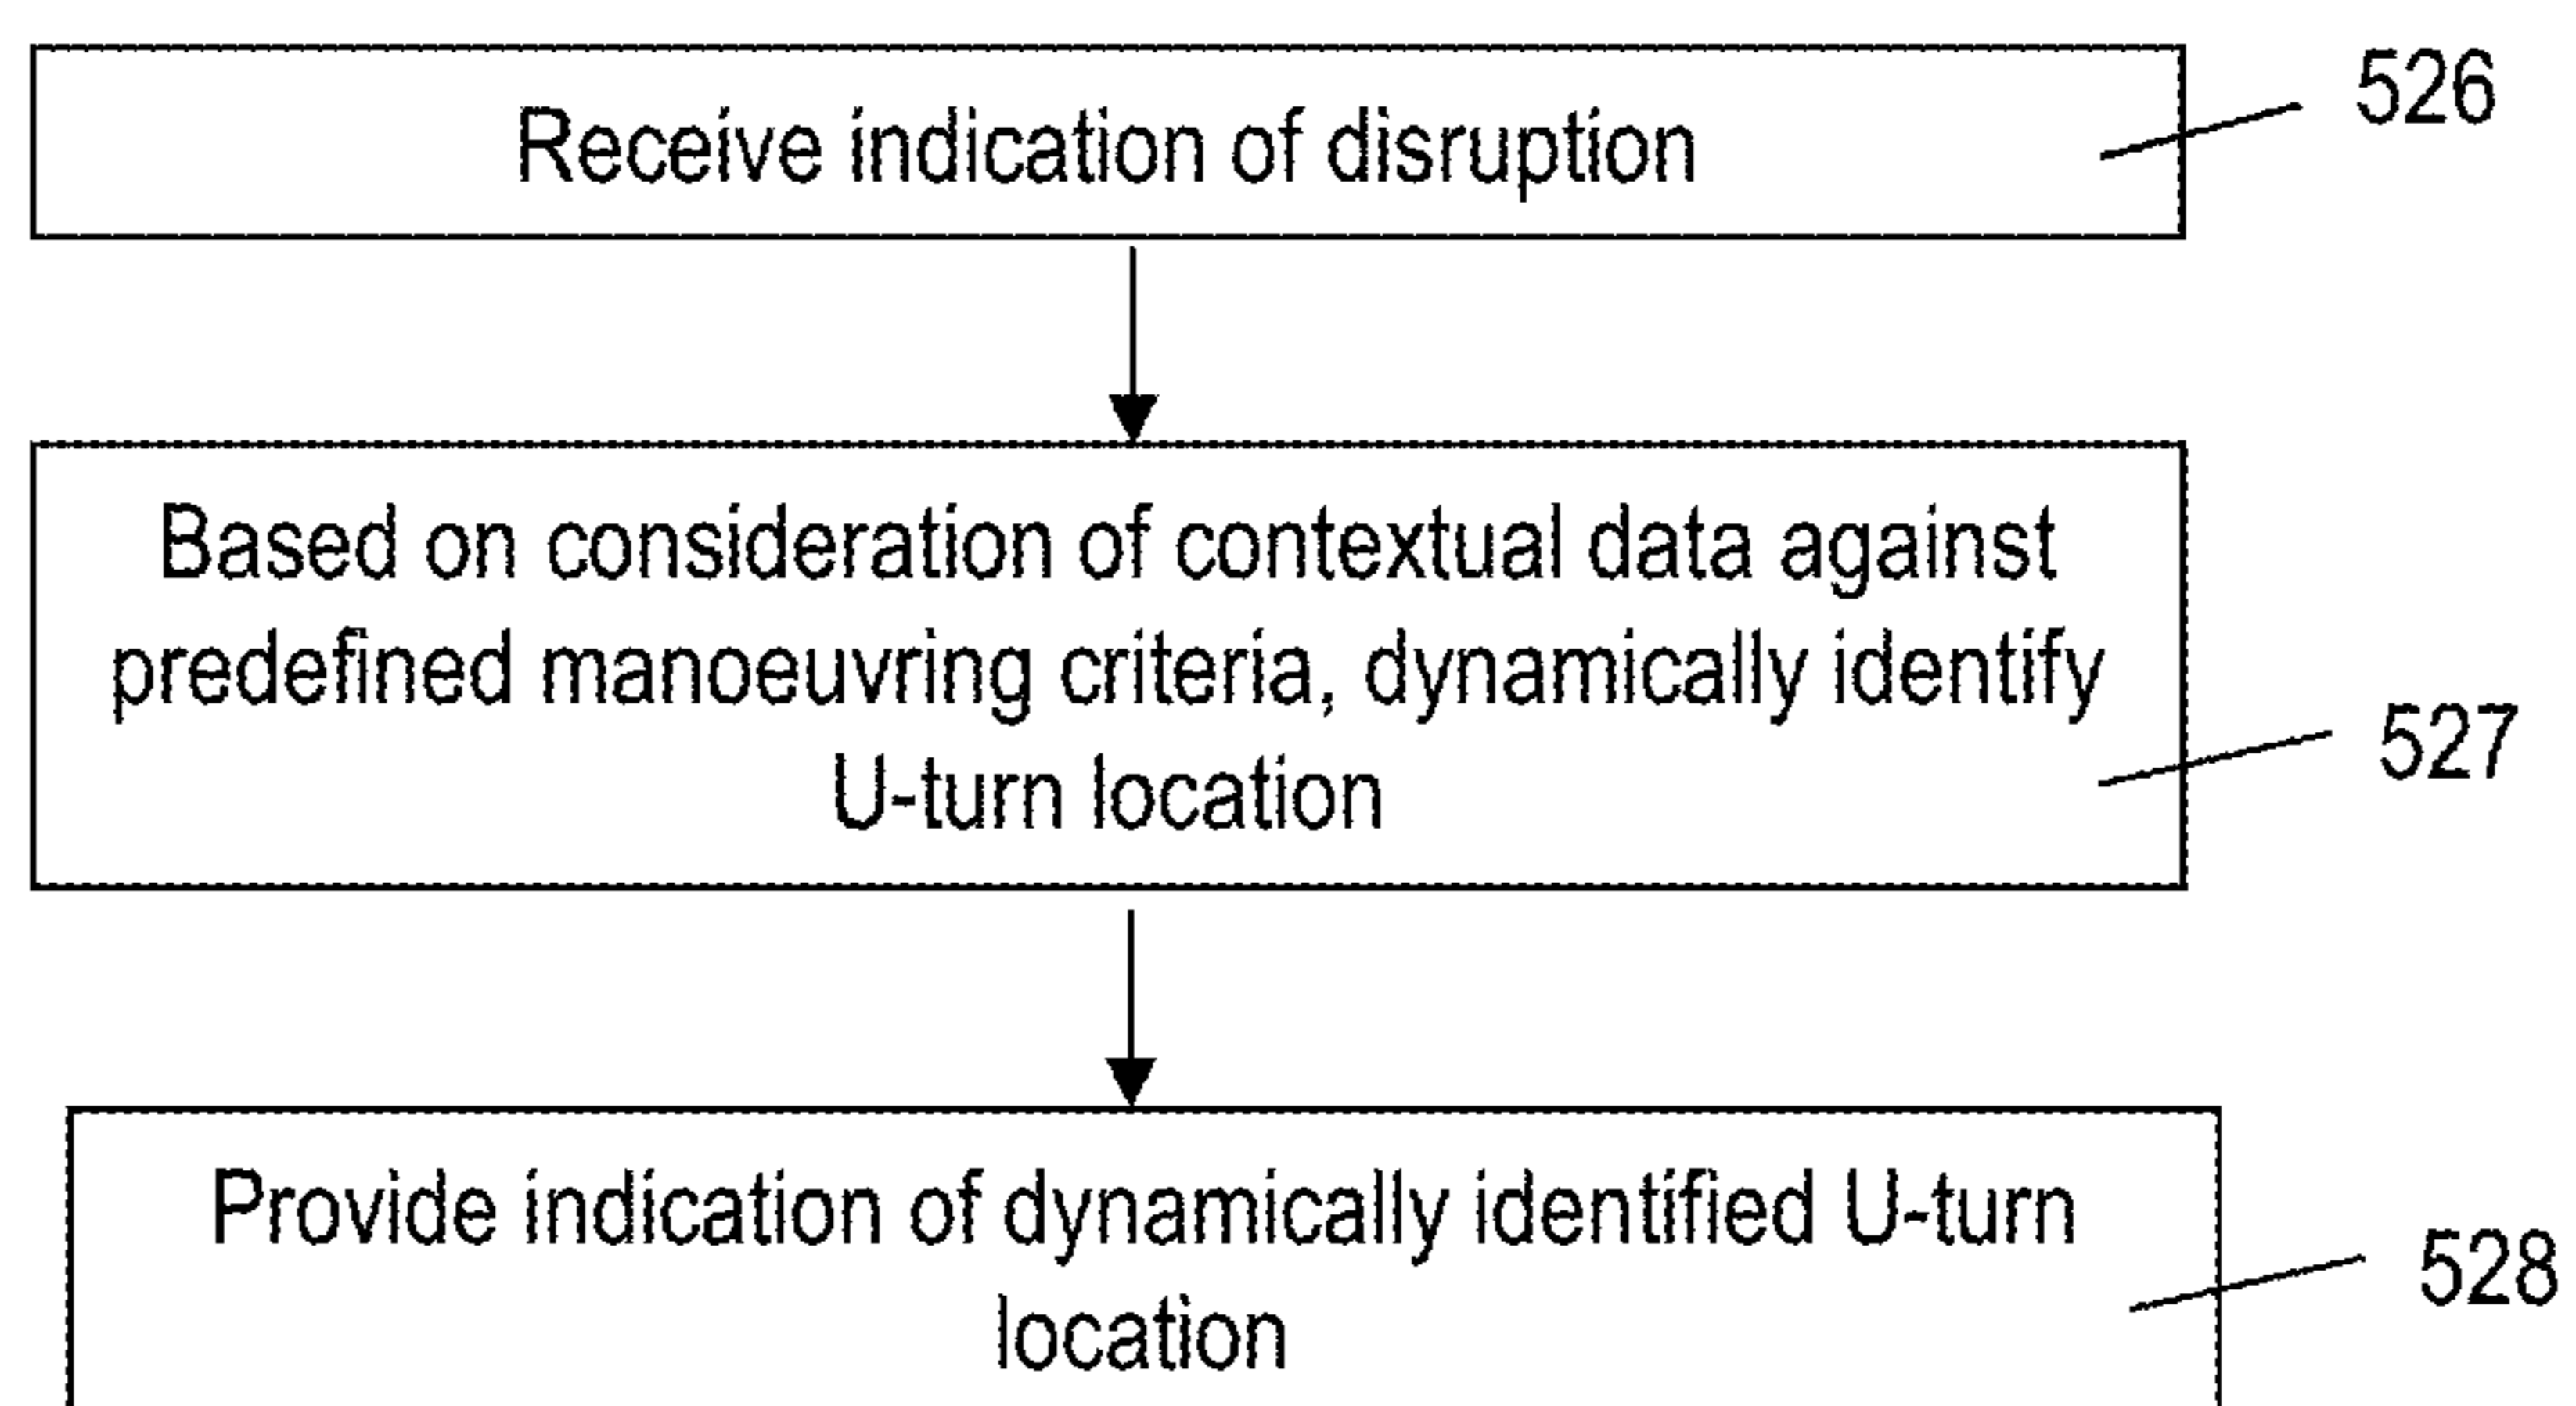 Receive indication of disruption
526
Based on consideration of contextual data against
predefined manoeuvring criteria, dynamically identify
U-turn location
527
Provide indication of dynamically identified U-turn
location
528